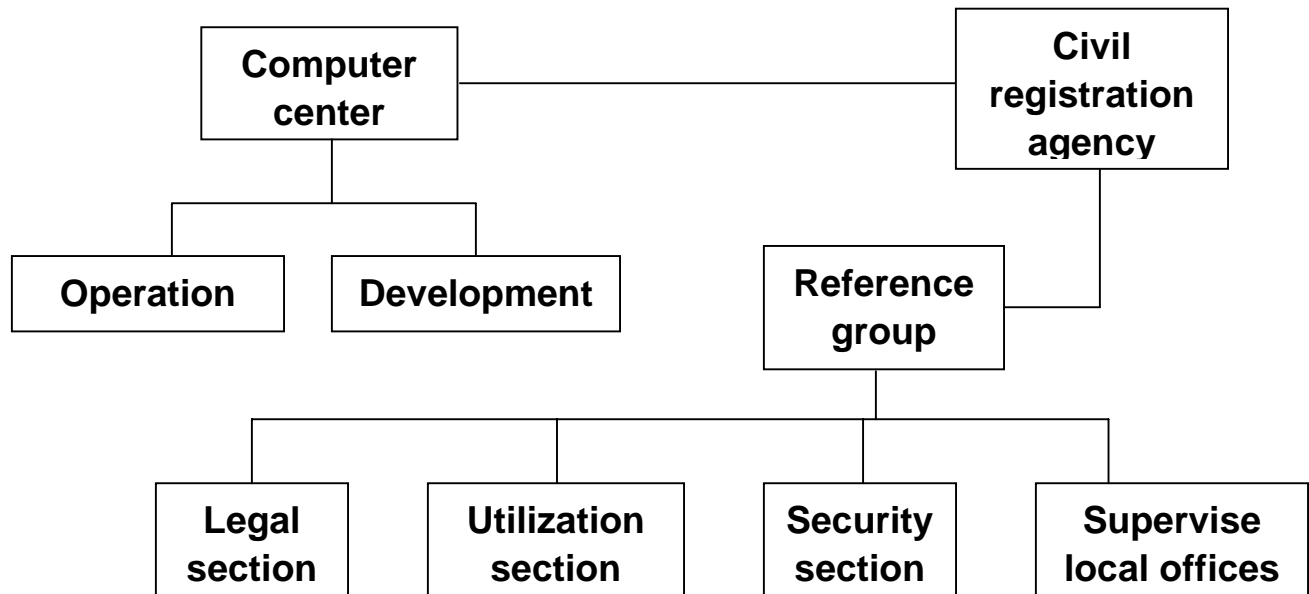 Computer
center
Civil
registration
agency
Operation
Development
Reference
group
Legal
section
Utilization
section
Security
section
Supervise
local offices